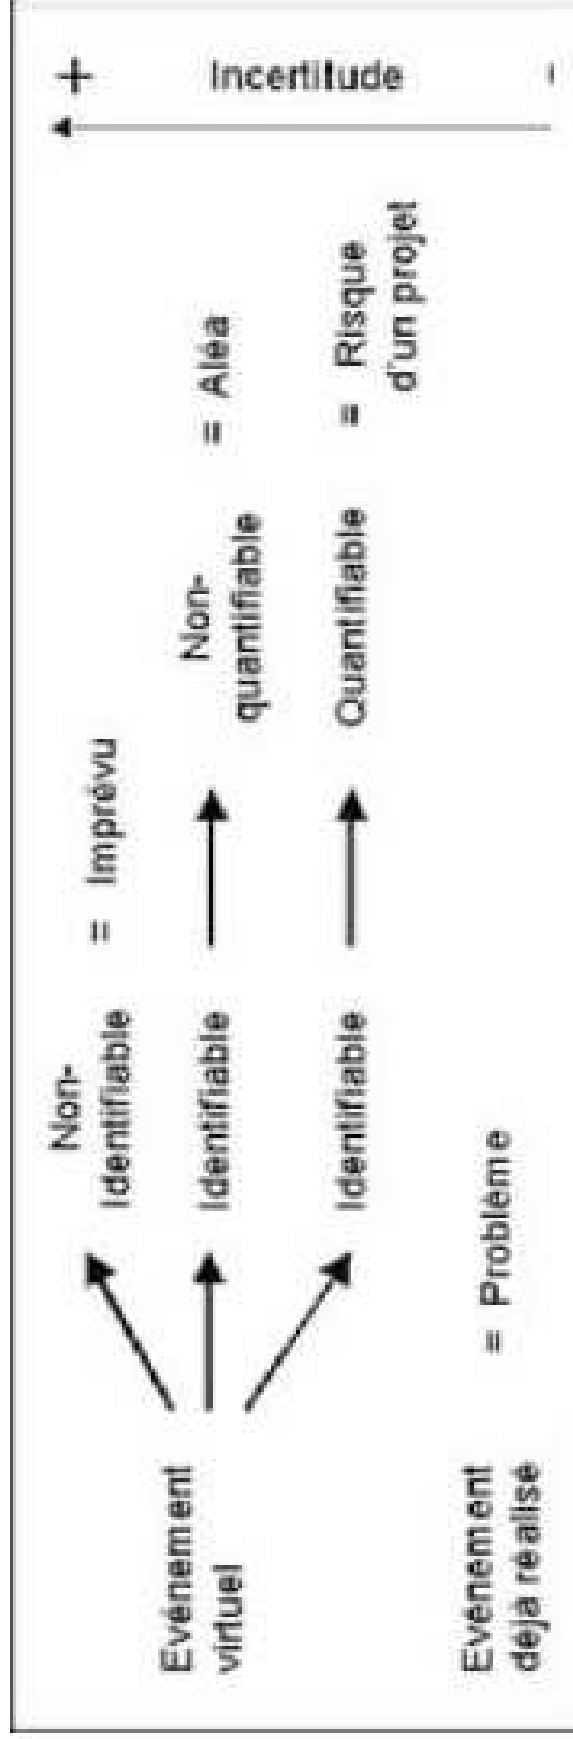 +
Incertitude
-
Non-
Identifiable
= Imprévu
Evénement
virtuel
Identifiable
Non-
quantifiable
= Aléa
Identifiable
Quantifiable
= Risque
d'un projet
Evénement
déjà réalisé
= Problème